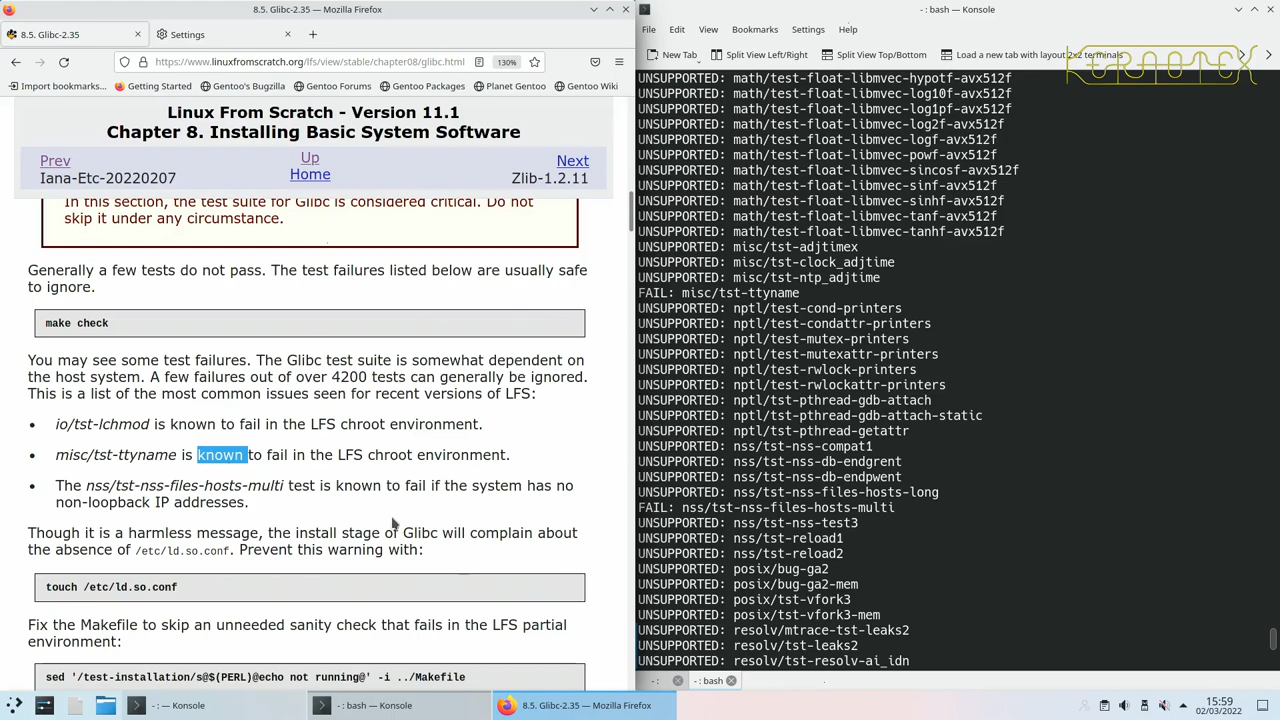 8.5. Glibc-2.35 — Mozilla Firefox
8.5. Glibc-2.35
Settings
https://www.linuxfromscratch.org/lfs/view/stable/chapter08/glibc.html
130%
Import bookmarks...
Getting Started
Gentoo's Bugzilla
Gentoo Forums
Gentoo Packages
Planet Gentoo
Gentoo Wiki
Linux From Scratch - Version 11.1
Chapter 8. Installing Basic System Software
Prev
Up
Next
Iana-Etc-20220207
Home
Zlib-1.2.11
In this section, the test suite for Glibc is considered critical. Do not
skip it under any circumstance.
Generally a few tests do not pass. The test failures listed below are usually safe
to ignore.
make check
You may see some test failures. The Glibc test suite is somewhat dependent on
the host system. A few failures out of over 4200 tests can generally be ignored.
This is a list of the most common issues seen for recent versions of LFS:
• io/tst-lchmod is known to fail in the LFS chroot environment.
• misc/tst-ttyname is known to fail in the LFS chroot environment.
• The nss/tst-nss-files-hosts-multi test is known to fail if the system has no
non-loopback IP addresses.
Though it is a harmless message, the install stage of Glibc will complain about
the absence of /etc/ld.so.conf. Prevent this warning with:
touch /etc/ld.so.conf
Fix the Makefile to skip an unneeded sanity check that fails in the LFS partial
environment:
sed '/test-installation/s@$(PERL)@echo not running@' -i ../Makefile
- : bash — Konsole
File Edit View Bookmarks Settings Help
New Tab
Split View Left/Right
Split View Top/Bottom
Load a new tab with layout 2x2 terminals
KERNOTEX
UNSUPPORTED: math/test-float-libmvec-hypotf-avx512f
UNSUPPORTED: math/test-float-libmvec-log10f-avx512f
UNSUPPORTED: math/test-float-libmvec-log1pf-avx512f
UNSUPPORTED: math/test-float-libmvec-log2f-avx512f
UNSUPPORTED: math/test-float-libmvec-logf-avx512f
UNSUPPORTED: math/test-float-libmvec-powf-avx512f
UNSUPPORTED: math/test-float-libmvec-sincosf-avx512f
UNSUPPORTED: math/test-float-libmvec-sinf-avx512f
UNSUPPORTED: math/test-float-libmvec-sinhf-avx512f
UNSUPPORTED: math/test-float-libmvec-tanf-avx512f
UNSUPPORTED: math/test-float-libmvec-tanhf-avx512f
UNSUPPORTED: misc/tst-adjtimex
UNSUPPORTED: misc/tst-clock_adjtime
UNSUPPORTED: misc/tst-ntp_adjtime
FAIL: misc/tst-ttyname
UNSUPPORTED: nptl/test-cond-printers
UNSUPPORTED: nptl/test-condattr-printers
UNSUPPORTED: nptl/test-mutex-printers
UNSUPPORTED: nptl/test-mutexattr-printers
UNSUPPORTED: nptl/test-rwlock-printers
UNSUPPORTED: nptl/test-rwlockattr-printers
UNSUPPORTED: nptl/tst-pthread-gdb-attach
UNSUPPORTED: nptl/tst-pthread-gdb-attach-static
UNSUPPORTED: nptl/tst-pthread-getattr
UNSUPPORTED: nss/tst-nss-compat1
UNSUPPORTED: nss/tst-nss-db-endgrent
UNSUPPORTED: nss/tst-nss-db-endpwent
UNSUPPORTED: nss/tst-nss-files-hosts-long
FAIL: nss/tst-nss-files-hosts-multi
UNSUPPORTED: nss/tst-nss-test3
UNSUPPORTED: nss/tst-reload1
UNSUPPORTED: nss/tst-reload2
UNSUPPORTED: posix/bug-ga2
UNSUPPORTED: posix/bug-ga2-mem
UNSUPPORTED: posix/tst-vfork3
UNSUPPORTED: posix/tst-vfork3-mem
UNSUPPORTED: resolv/mtrace-tst-leaks2
UNSUPPORTED: resolv/tst-leaks2
UNSUPPORTED: resolv/tst-resolv-ai_idn
- :
- : bash
- : — Konsole
- : bash — Konsole
8.5. Glibc-2.35 — Mozilla Firefox
15:59
02/03/2022